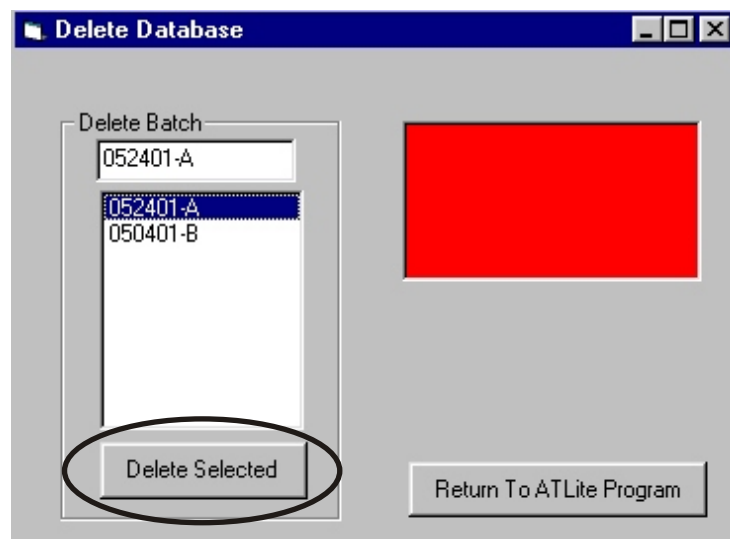 Delete Database
Delete Batch
052401-A
052401-A
050401-B
Delete Selected
Return To ATLite Program